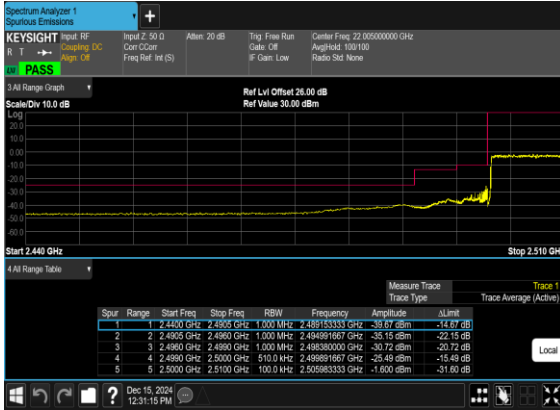 Spectrum Analyzer 1
Spurious Emissions
+
KEYSIGHT Input: RF Input Z: 50 Ω Atten: 20 dB Trig: Free Run Center Freq: 22.005000000 GHz
R T Coupling: DC Corr CCorr Gate: Off Avg|Hold: 100/100
Align: Off Freq Ref: Int (S) IF Gain: Low Radio Std: None
PASS
3 All Range Graph
Ref Lvl Offset 26.00 dB
Scale/Div 10.0 dB Ref Value 30.00 dBm
Log
20.0
10.0
0.00
-10.0
-20.0
-30.0
-40.0
-50.0
-60.0
Start 2.440 GHz Stop 2.510 GH
4 All Range Table
Measure Trace Trace 1
Trace Type Trace Average (Active)
Spur Range Start Freq Stop Freq RBW Frequency Amplitude ΔLimit
1 1 2.4400 GHz 2.4905 GHz 1.000 MHz 2.489153333 GHz -39.67 dBm -14.67 dB
2 2 2.4905 GHz 2.4960 GHz 1.000 MHz 2.494991667 GHz -35.15 dBm -22.15 dB
3 3 2.4960 GHz 2.4990 GHz 1.000 MHz 2.498380000 GHz -30.72 dBm -20.72 dB
4 4 2.4990 GHz 2.5000 GHz 510.0 kHz 2.499891667 GHz -25.49 dBm -15.49 dB
5 5 2.5000 GHz 2.5100 GHz 100.0 kHz 2.505983333 GHz -1.600 dBm -31.60 dB
Local
? Dec 15, 2024
12:31:15 PM